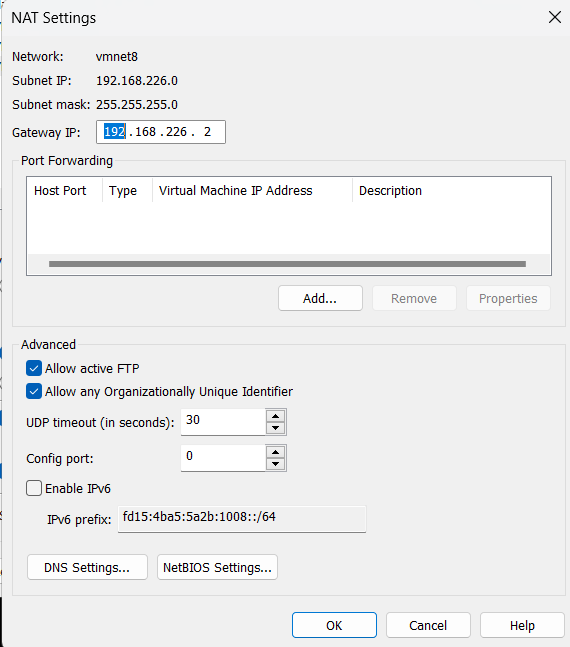 NAT Settings
Network: vmnet8
Subnet IP: 192.168.226.0
Subnet mask: 255.255.255.0
Gateway IP: 192 . 168 . 226 . 2
Port Forwarding
Host Port Type Virtual Machine IP Address Description
Add... Remove Properties
Advanced
Allow active FTP
Allow any Organizationally Unique Identifier
UDP timeout (in seconds): 30
Config port: 0
Enable IPv6
IPv6 prefix: fd15:4ba5:5a2b:1008::/64
DNS Settings... NetBIOS Settings...
OK Cancel Help